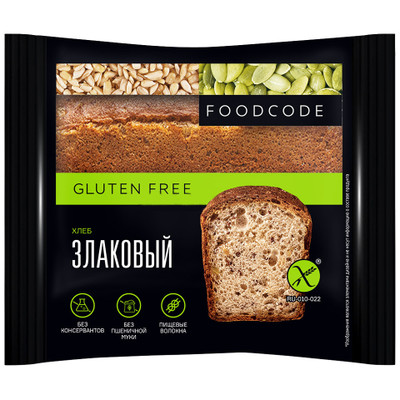 FOODCODE
GLUTEN FREE
ХЛЕБ
ЗЛАКОВЫЙ
®
RU-010-022
БЕЗ
КОНСЕРВАНТОВ
БЕЗ
ПШЕНИЧНОЙ
МУКИ
ПИЩЕВЫЕ
ВОЛОКНА